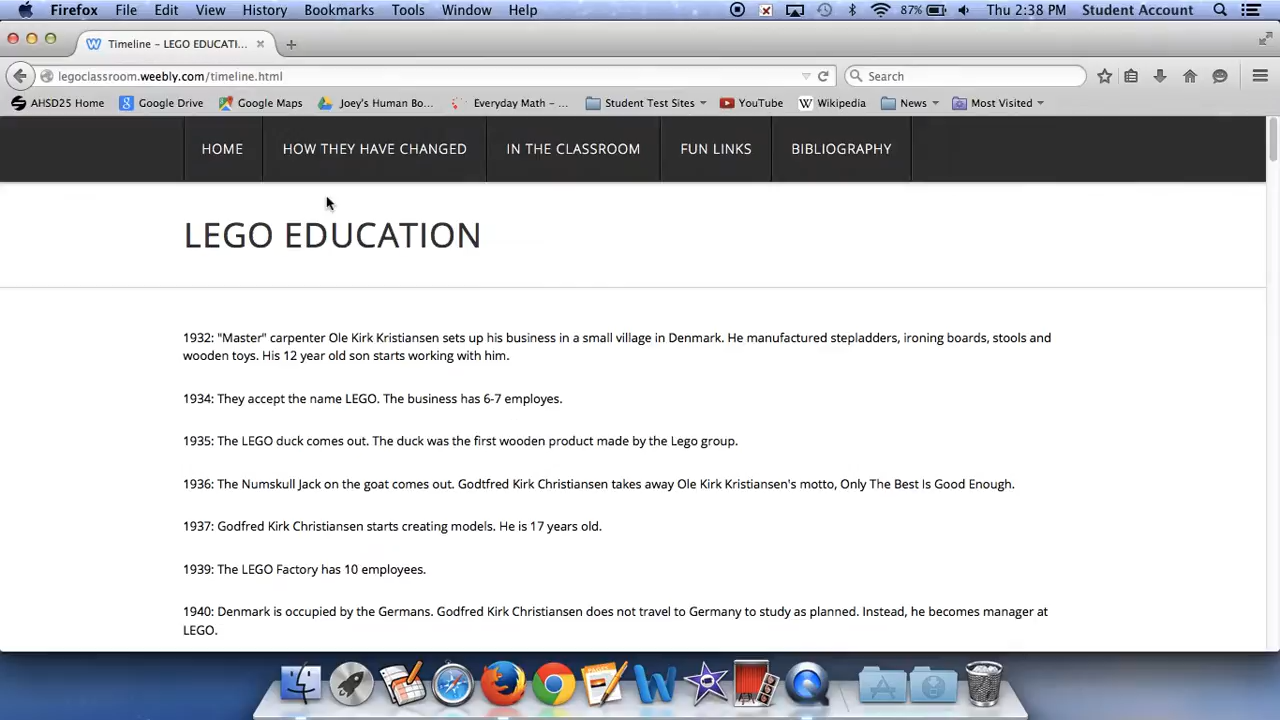 Firefox File Edit View History Bookmarks Tools Window Help 87% Thu 2:38 PM Student Account
Timeline - LEGO EDUCATI...
legoclassroom.weebly.com/timeline.html Search
AHSD25 Home Google Drive Google Maps Joey's Human Bo... Everyday Math - ... Student Test Sites YouTube Wikipedia News Most Visited
HOME HOW THEY HAVE CHANGED IN THE CLASSROOM FUN LINKS BIBLIOGRAPHY
LEGO EDUCATION
1932: "Master" carpenter Ole Kirk Kristiansen sets up his business in a small village in Denmark. He manufactured stepladders, ironing boards, stools and
wooden toys. His 12 year old son starts working with him.
1934: They accept the name LEGO. The business has 6-7 employes.
1935: The LEGO duck comes out. The duck was the first wooden product made by the Lego group.
1936: The Numskull Jack on the goat comes out. Godtfred Kirk Christiansen takes away Ole Kirk Kristiansen's motto, Only The Best Is Good Enough.
1937: Godfred Kirk Christiansen starts creating models. He is 17 years old.
1939: The LEGO Factory has 10 employees.
1940: Denmark is occupied by the Germans. Godfred Kirk Christiansen does not travel to Germany to study as planned. Instead, he becomes manager at
LEGO.